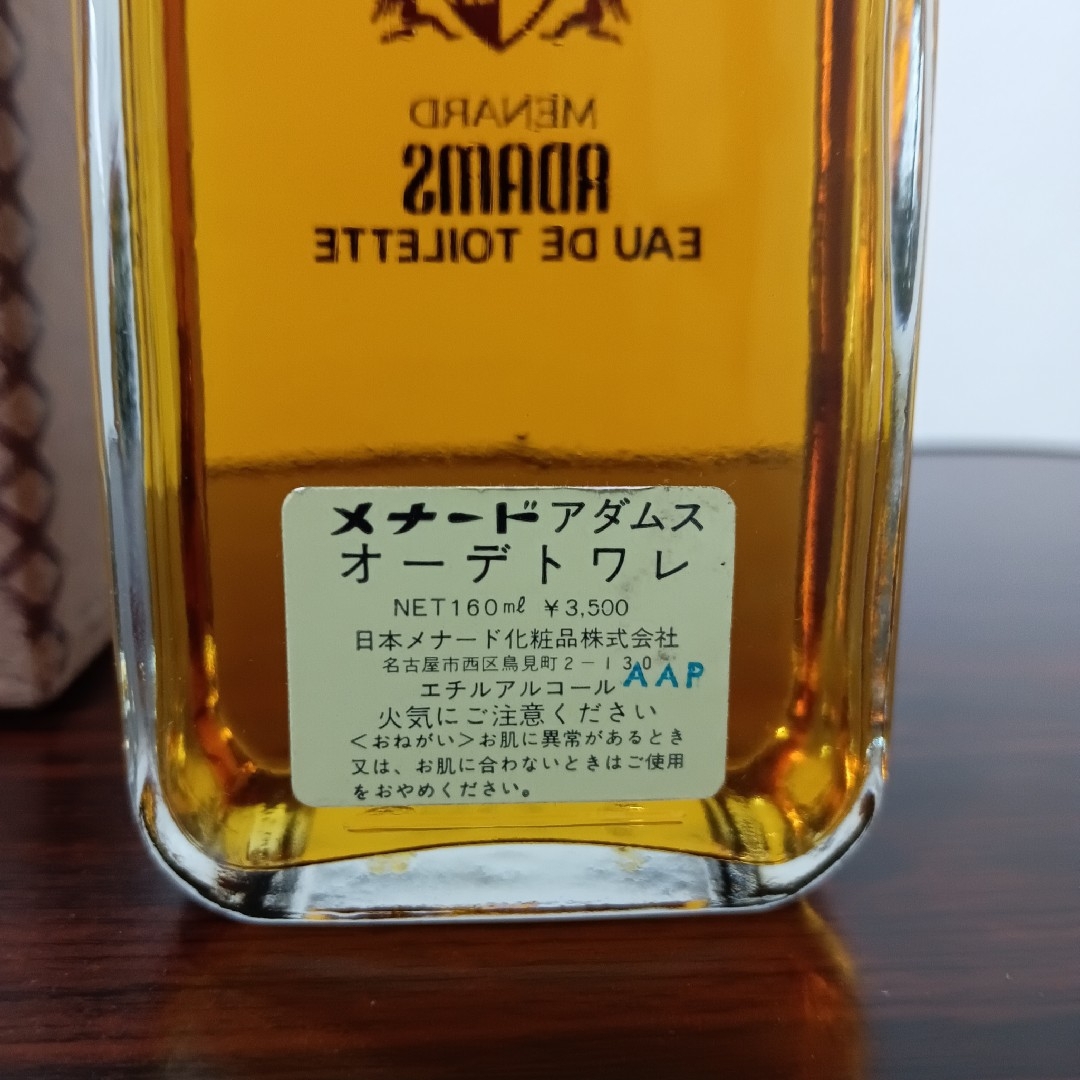 MENARD
ADAMS
EAU DE TOILETTE
メナードアダムス
オーデトワレ
NET160ml ¥3,500
日本メナード化粧品株式会社
名古屋市西区鳥見町2-130
AAP
エチルアルコール
火気にご注意ください
<おねがい>お肌に異常があるとき
又は、お肌に合わないときはご使用
をおやめください。